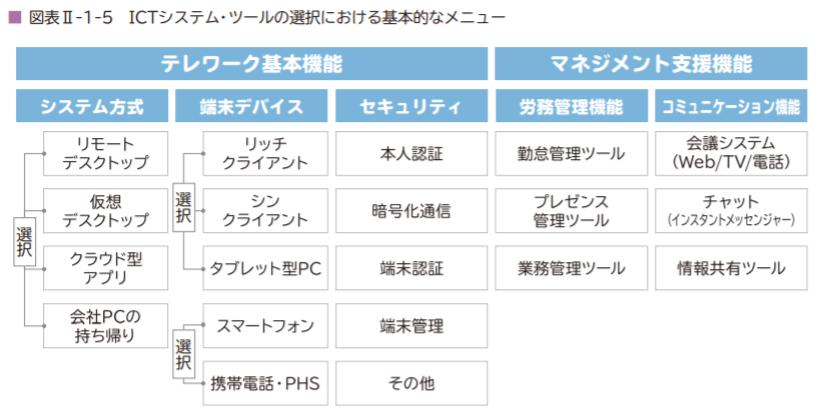 ■ 図表Ⅱ-1-5 ICTシステム・ツールの選択における基本的なメニュー
テレワーク基本機能
マネジメント支援機能
システム方式
端末デバイス
セキュリティ
労務管理機能
コミュニケーション機能
選択
リモート
デスクトップ
仮想
デスクトップ
クラウド型
アプリ
会社PCの
持ち帰り
選択
リッチ
クライアント
シン
クライアント
タブレット型PC
選択
スマートフォン
携帯電話・PHS
本人認証
暗号化通信
端末認証
端末管理
その他
勤怠管理ツール
プレゼンス
管理ツール
業務管理ツール
会議システム
(Web/TV/電話)
チャット
(インスタントメッセンジャー)
情報共有ツール